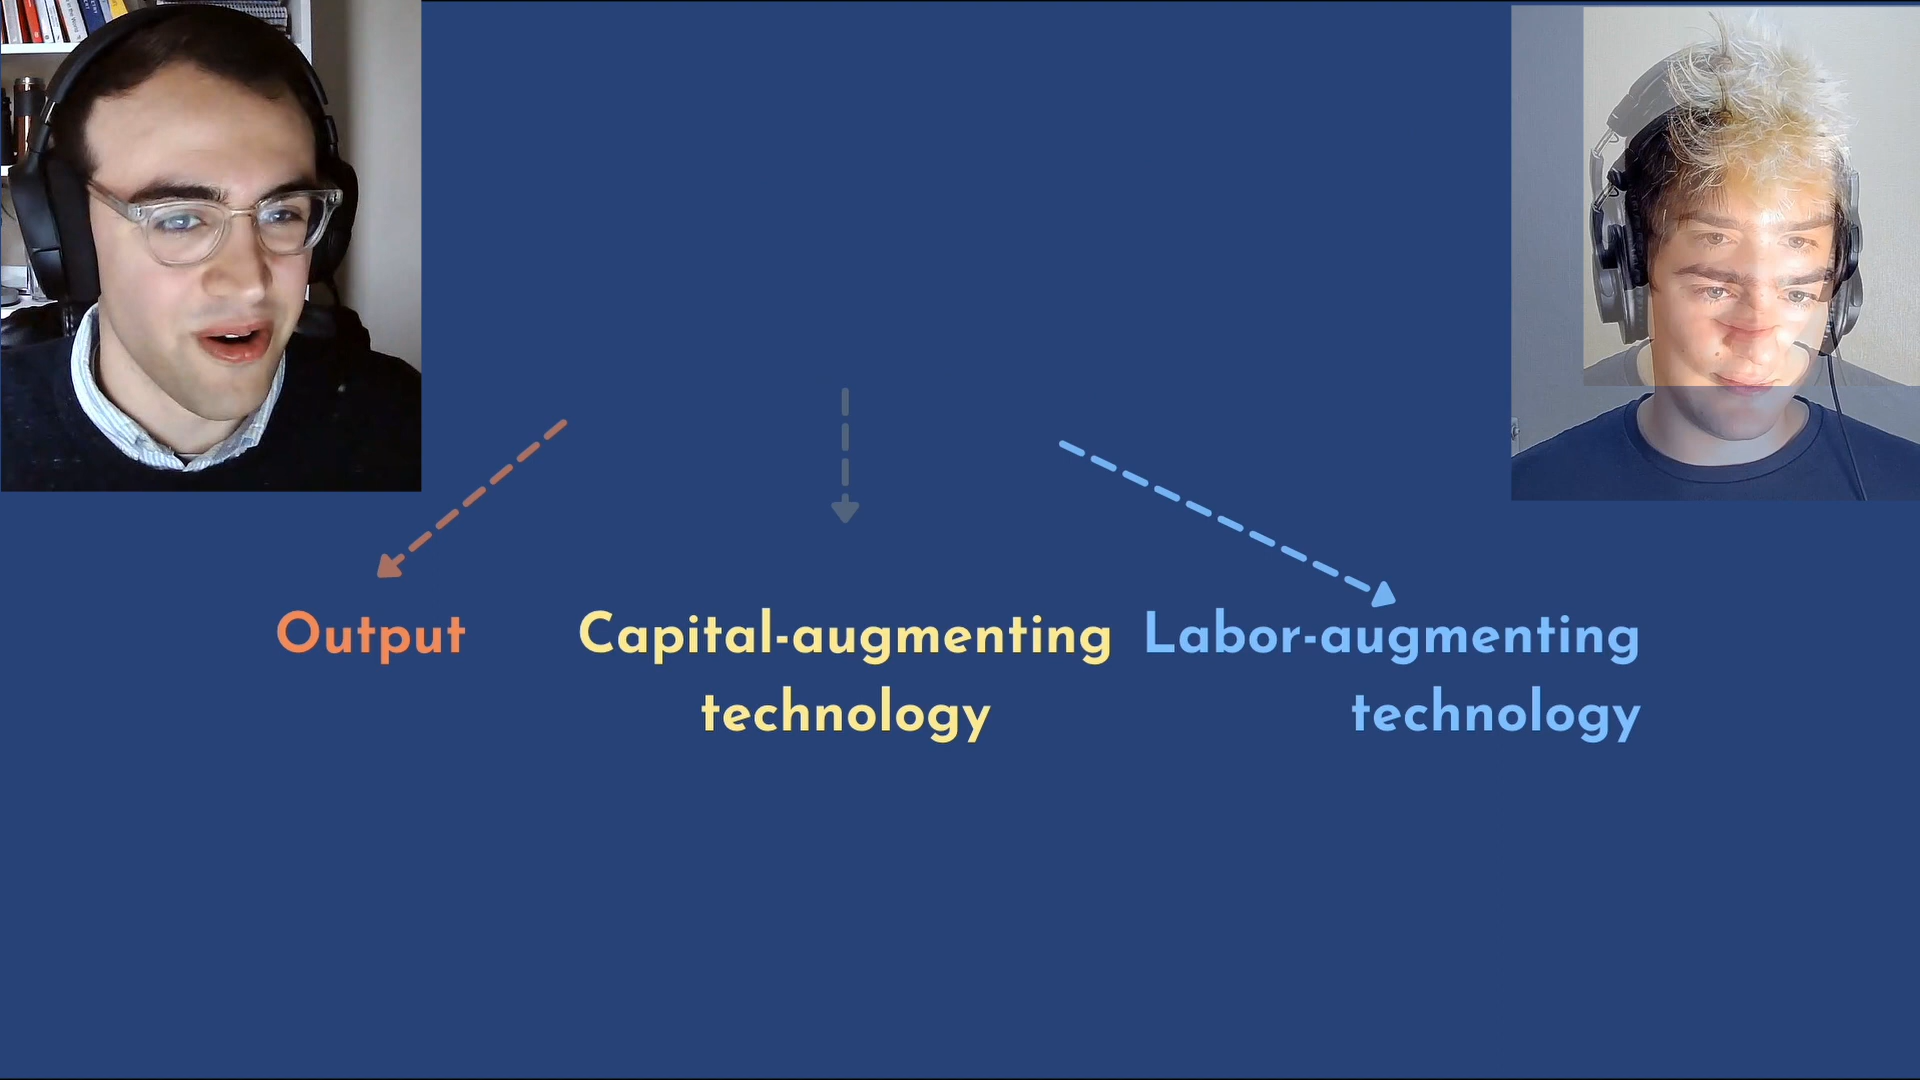 Output
Capital-augmenting
technology
Labor-augmenting
technology